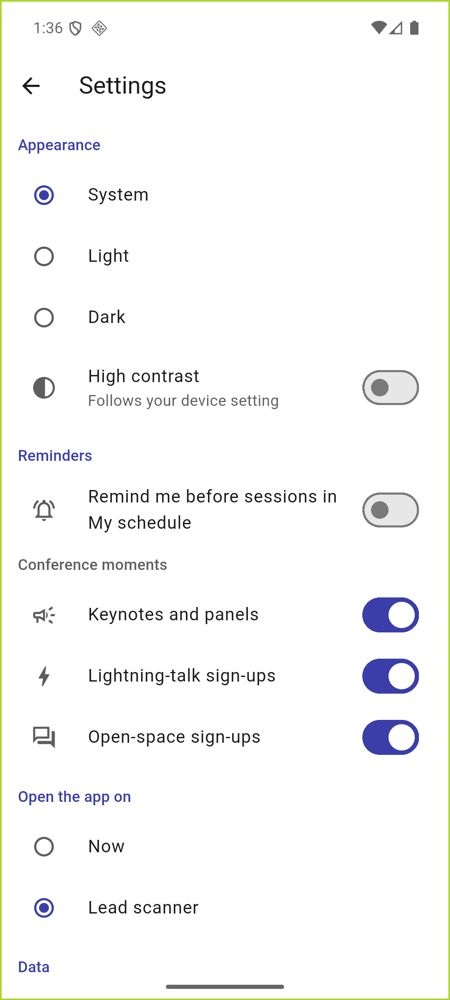 1:36
Settings
Appearance
System
Light
Dark
High contrast
Follows your device setting
Reminders
Remind me before sessions in
My schedule
Conference moments
Keynotes and panels
Lightning-talk sign-ups
Open-space sign-ups
Open the app on
Now
Lead scanner
Data